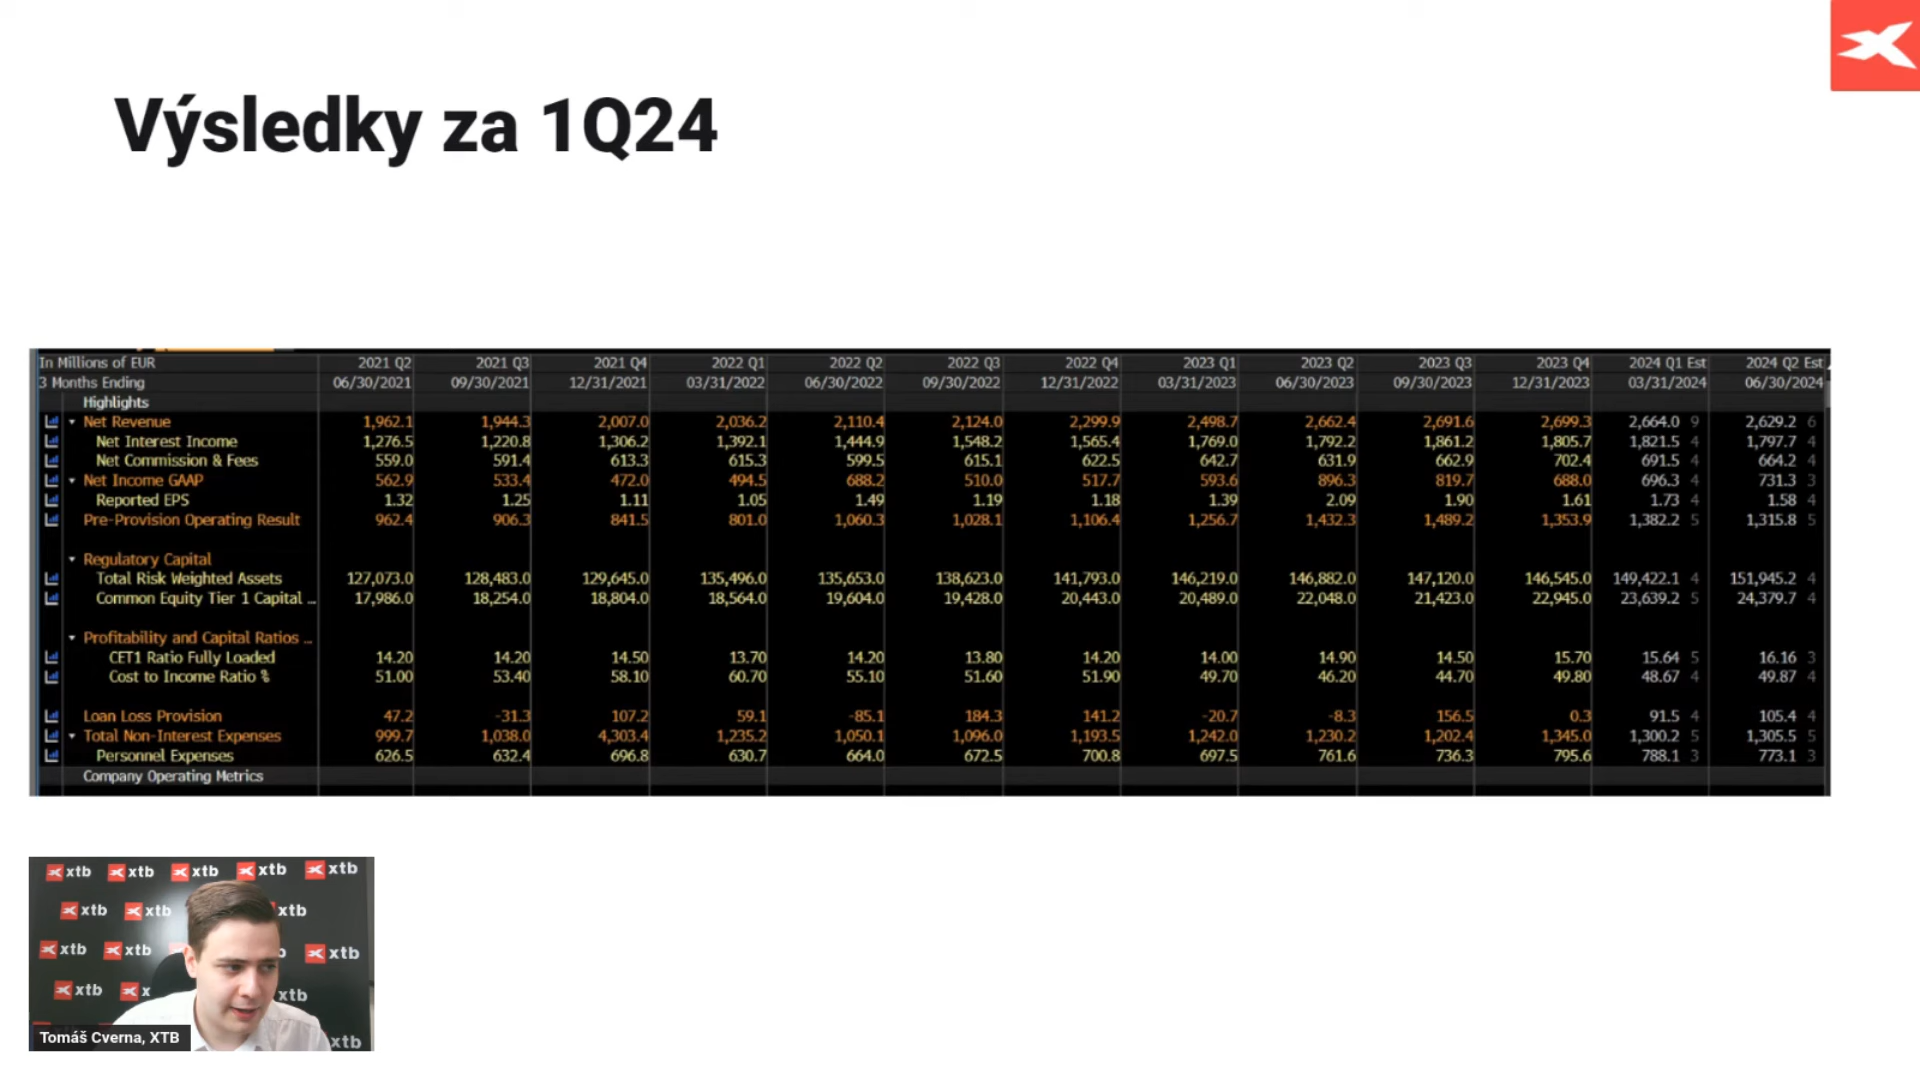 Výsledky za 1Q24
In Millions of EUR 2021 Q2 2021 Q3 2021 Q4 2022 Q1 2022 Q2 2022 Q3 2022 Q4 2023 Q1 2023 Q2 2023 Q3 2023 Q4 2024 Q1 Est 2024 Q2 Est
3 Months Ending 06/30/2021 09/30/2021 12/31/2021 03/31/2022 06/30/2022 09/30/2022 12/31/2022 03/31/2023 06/30/2023 09/30/2023 12/31/2023 03/31/2024 06/30/2024
Highlights
Net Revenue 1,962.1 1,944.3 2,007.0 2,036.2 2,110.4 2,124.0 2,299.9 2,498.7 2,662.4 2,691.6 2,699.3 2,664.0 9 2,629.2 6
Net Interest Income 1,276.5 1,220.8 1,306.2 1,392.1 1,444.9 1,548.2 1,565.4 1,769.0 1,792.2 1,861.2 1,805.7 1,821.5 4 1,797.7 4
Net Commission & Fees 559.0 591.4 613.3 615.3 599.5 615.1 622.5 642.7 631.9 662.9 702.4 691.5 4 664.2 4
Net Income GAAP 562.9 533.4 472.0 494.5 688.2 510.0 517.7 593.6 896.3 819.7 688.0 696.3 4 731.3 3
Reported EPS 1.32 1.25 1.11 1.05 1.49 1.19 1.18 1.39 2.09 1.90 1.61 1.73 4 1.58 4
Pre-Provision Operating Result 962.4 906.3 841.5 801.0 1,060.3 1,028.1 1,106.4 1,256.7 1,432.3 1,489.2 1,353.9 1,382.2 5 1,315.8 5
Regulatory Capital
Total Risk Weighted Assets 127,073.0 128,483.0 129,645.0 135,496.0 135,653.0 138,623.0 141,793.0 146,219.0 146,882.0 147,120.0 146,545.0 149,422.1 4 151,945.2 4
Common Equity Tier 1 Capital ... 17,986.0 18,254.0 18,804.0 18,564.0 19,604.0 19,428.0 20,443.0 20,489.0 22,048.0 21,423.0 22,945.0 23,639.2 5 24,379.7 4
Profitability and Capital Ratios ...
CET1 Ratio Fully Loaded 14.20 14.20 14.50 13.70 14.20 13.80 14.20 14.00 14.90 14.50 15.70 15.64 5 16.16 3
Cost to Income Ratio % 51.00 53.40 58.10 60.70 55.10 51.60 51.90 49.70 46.20 44.70 49.80 48.67 4 49.87 4
Loan Loss Provision 47.2 -31.3 107.2 59.1 -85.1 184.3 141.2 -20.7 -8.3 156.5 0.3 91.5 4 105.4 4
Total Non-Interest Expenses 999.7 1,038.0 4,303.4 1,235.2 1,050.1 1,096.0 1,193.5 1,242.0 1,230.2 1,202.4 1,345.0 1,300.2 5 1,305.5 5
Personnel Expenses 626.5 632.4 696.8 630.7 664.0 672.5 700.8 697.5 761.6 736.3 795.6 788.1 3 773.1 3
Company Operating Metrics
xtb xtb xtb xtb xtb
xtb xtb xtb
xtb xtb xtb
xtb x xtb
Tomáš Cverna, XTB xtb